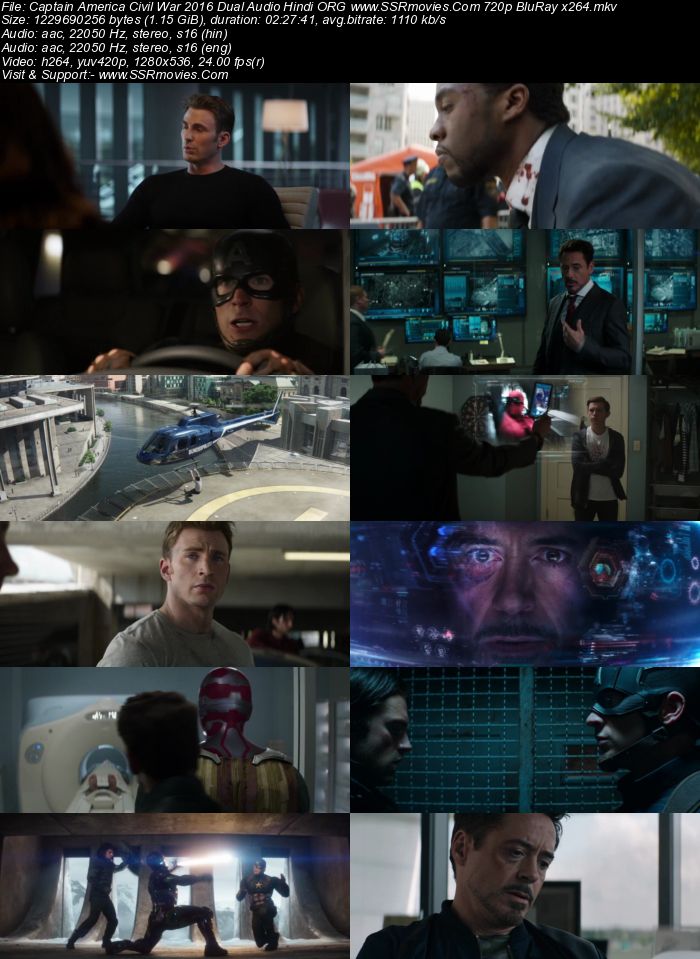 File: Captain America Civil War 2016 Dual Audio Hindi ORG www.SSRmovies.Com 720p BluRay x264.mkv
Size: 1229690256 bytes (1.15 GiB), duration: 02:27:41, avg.bitrate: 1110 kb/s
Audio: aac, 22050 Hz, stereo, s16 (hin)
Audio: aac, 22050 Hz, stereo, s16 (eng)
Video: h264, yuv420p, 1280x536, 24.00 fps(r)
Visit & Support:- www.SSRmovies.Com
A